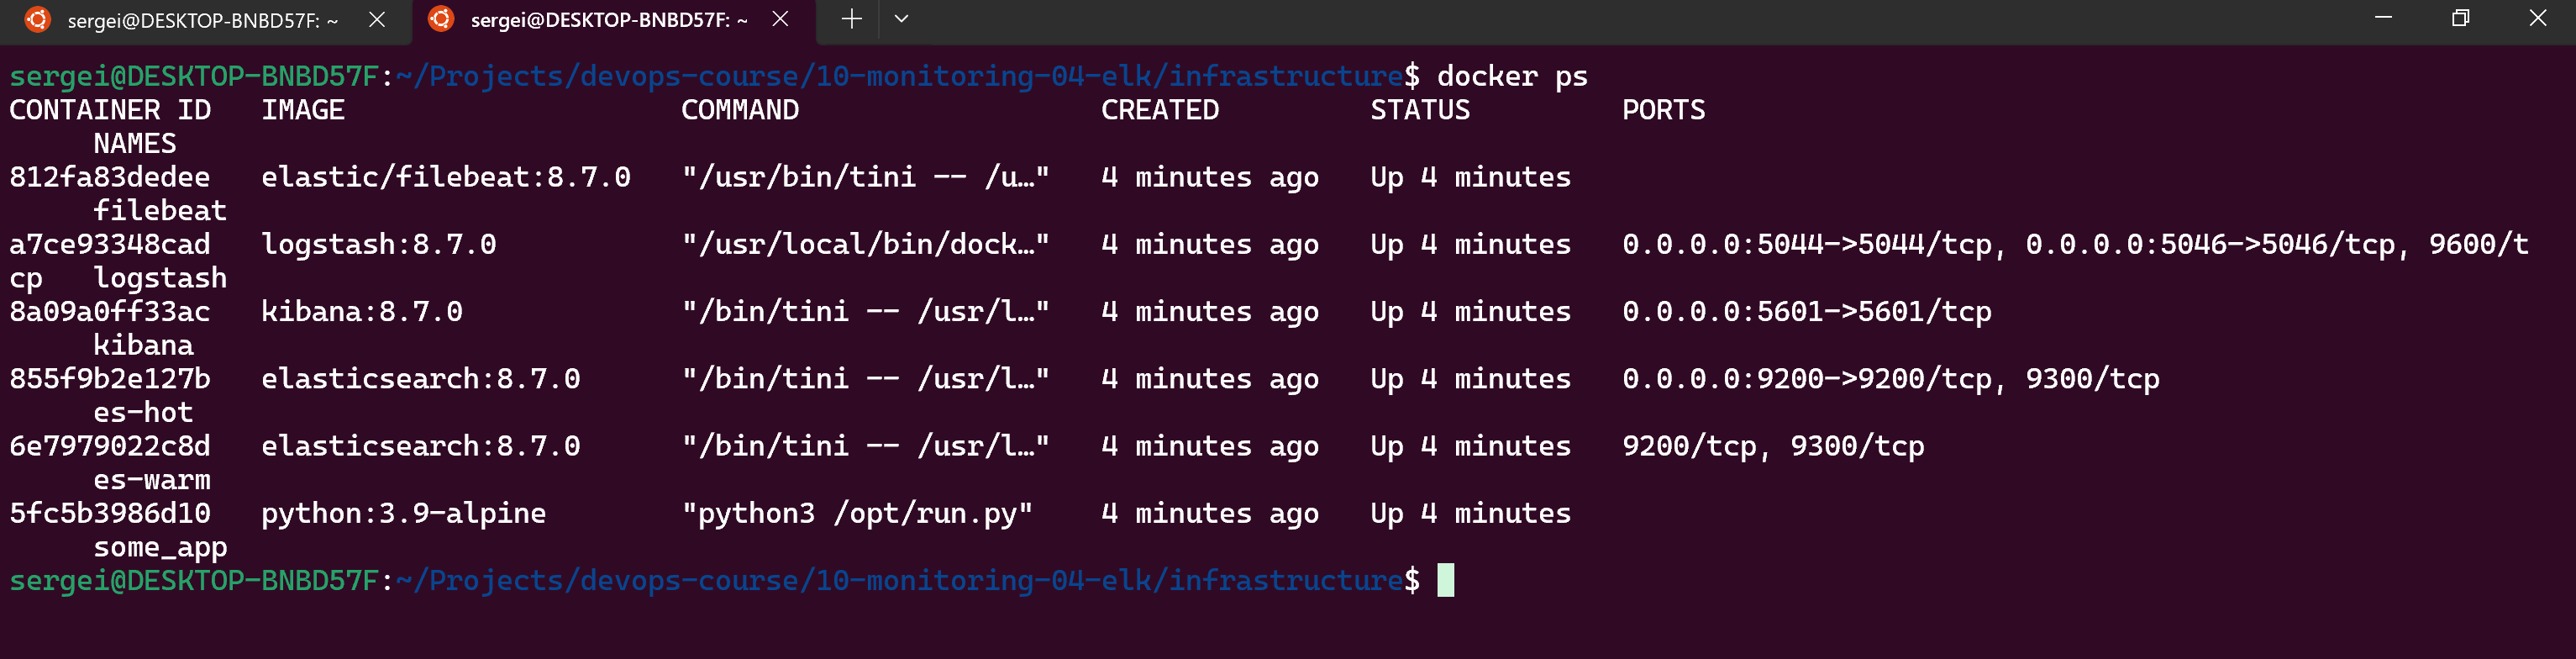 sergei@DESKTOP-BNBD57F: ~
sergei@DESKTOP-BNBD57F: ~
sergei@DESKTOP-BNBD57F:~/Projects/devops-course/10-monitoring-04-elk/infrastructure$ docker ps
CONTAINER ID   IMAGE                    COMMAND                  CREATED         STATUS         PORTS
     NAMES
812fa83dedee   elastic/filebeat:8.7.0   "/usr/bin/tini -- /u…"   4 minutes ago   Up 4 minutes
     filebeat
a7ce93348cad   logstash:8.7.0           "/usr/local/bin/dock…"   4 minutes ago   Up 4 minutes   0.0.0.0:5044->5044/tcp, 0.0.0.0:5046->5046/tcp, 9600/t
cp   logstash
8a09a0ff33ac   kibana:8.7.0             "/bin/tini -- /usr/l…"   4 minutes ago   Up 4 minutes   0.0.0.0:5601->5601/tcp
     kibana
855f9b2e127b   elasticsearch:8.7.0      "/bin/tini -- /usr/l…"   4 minutes ago   Up 4 minutes   0.0.0.0:9200->9200/tcp, 9300/tcp
     es-hot
6e7979022c8d   elasticsearch:8.7.0      "/bin/tini -- /usr/l…"   4 minutes ago   Up 4 minutes   9200/tcp, 9300/tcp
     es-warm
5fc5b3986d10   python:3.9-alpine        "python3 /opt/run.py"    4 minutes ago   Up 4 minutes
     some_app
sergei@DESKTOP-BNBD57F:~/Projects/devops-course/10-monitoring-04-elk/infrastructure$